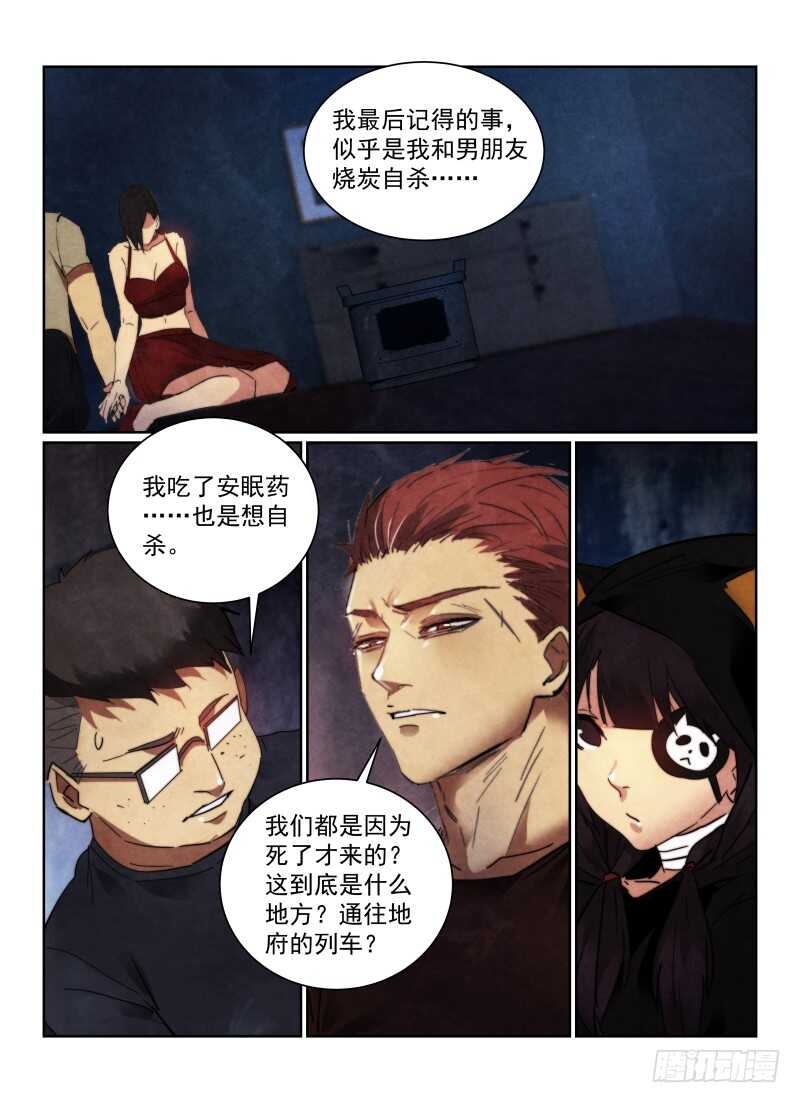 我最后记得的事，
似乎是我和男朋友
烧炭自杀……
我吃了安眠药
……也是想自
杀。
我们都是因为
死了才来的？
这到底是什么
地方？通往地
府的列车？
腾讯动漫